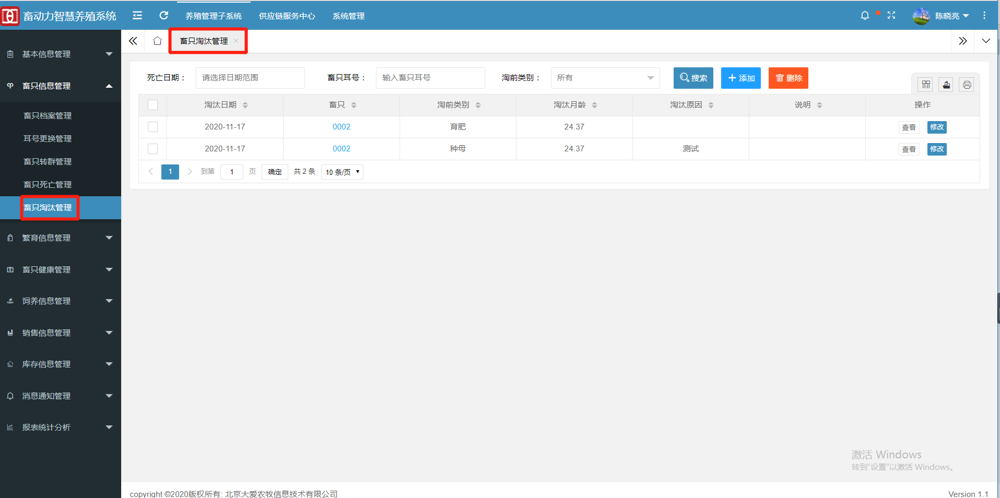 畜动力智慧养殖系统
养殖管理子系统 供应链服务中心 系统管理
陈晓亮
畜只淘汰管理
基本信息管理
畜只信息管理
畜只档案管理
耳号更换管理
畜只转群管理
畜只死亡管理
畜只淘汰管理
繁育信息管理
畜只健康管理
饲养信息管理
销售信息管理
库存信息管理
消息通知管理
报表统计分析
死亡日期： 请选择日期范围 畜只耳号： 输入畜只耳号 淘前类别： 所有 搜索 添加 删除
淘汰日期 畜只 淘前类别 淘汰月龄 淘汰原因 说明 操作
2020-11-17 0002 育肥 24.37 查看 修改
2020-11-17 0002 种母 24.37 测试 查看 修改
1 到第 1 页 确定 共 2 条 10 条/页
激活 Windows
转到“设置”以激活 Windows。
copyright ©2020版权所有: 北京大爱农牧信息技术有限公司
Version 1.1